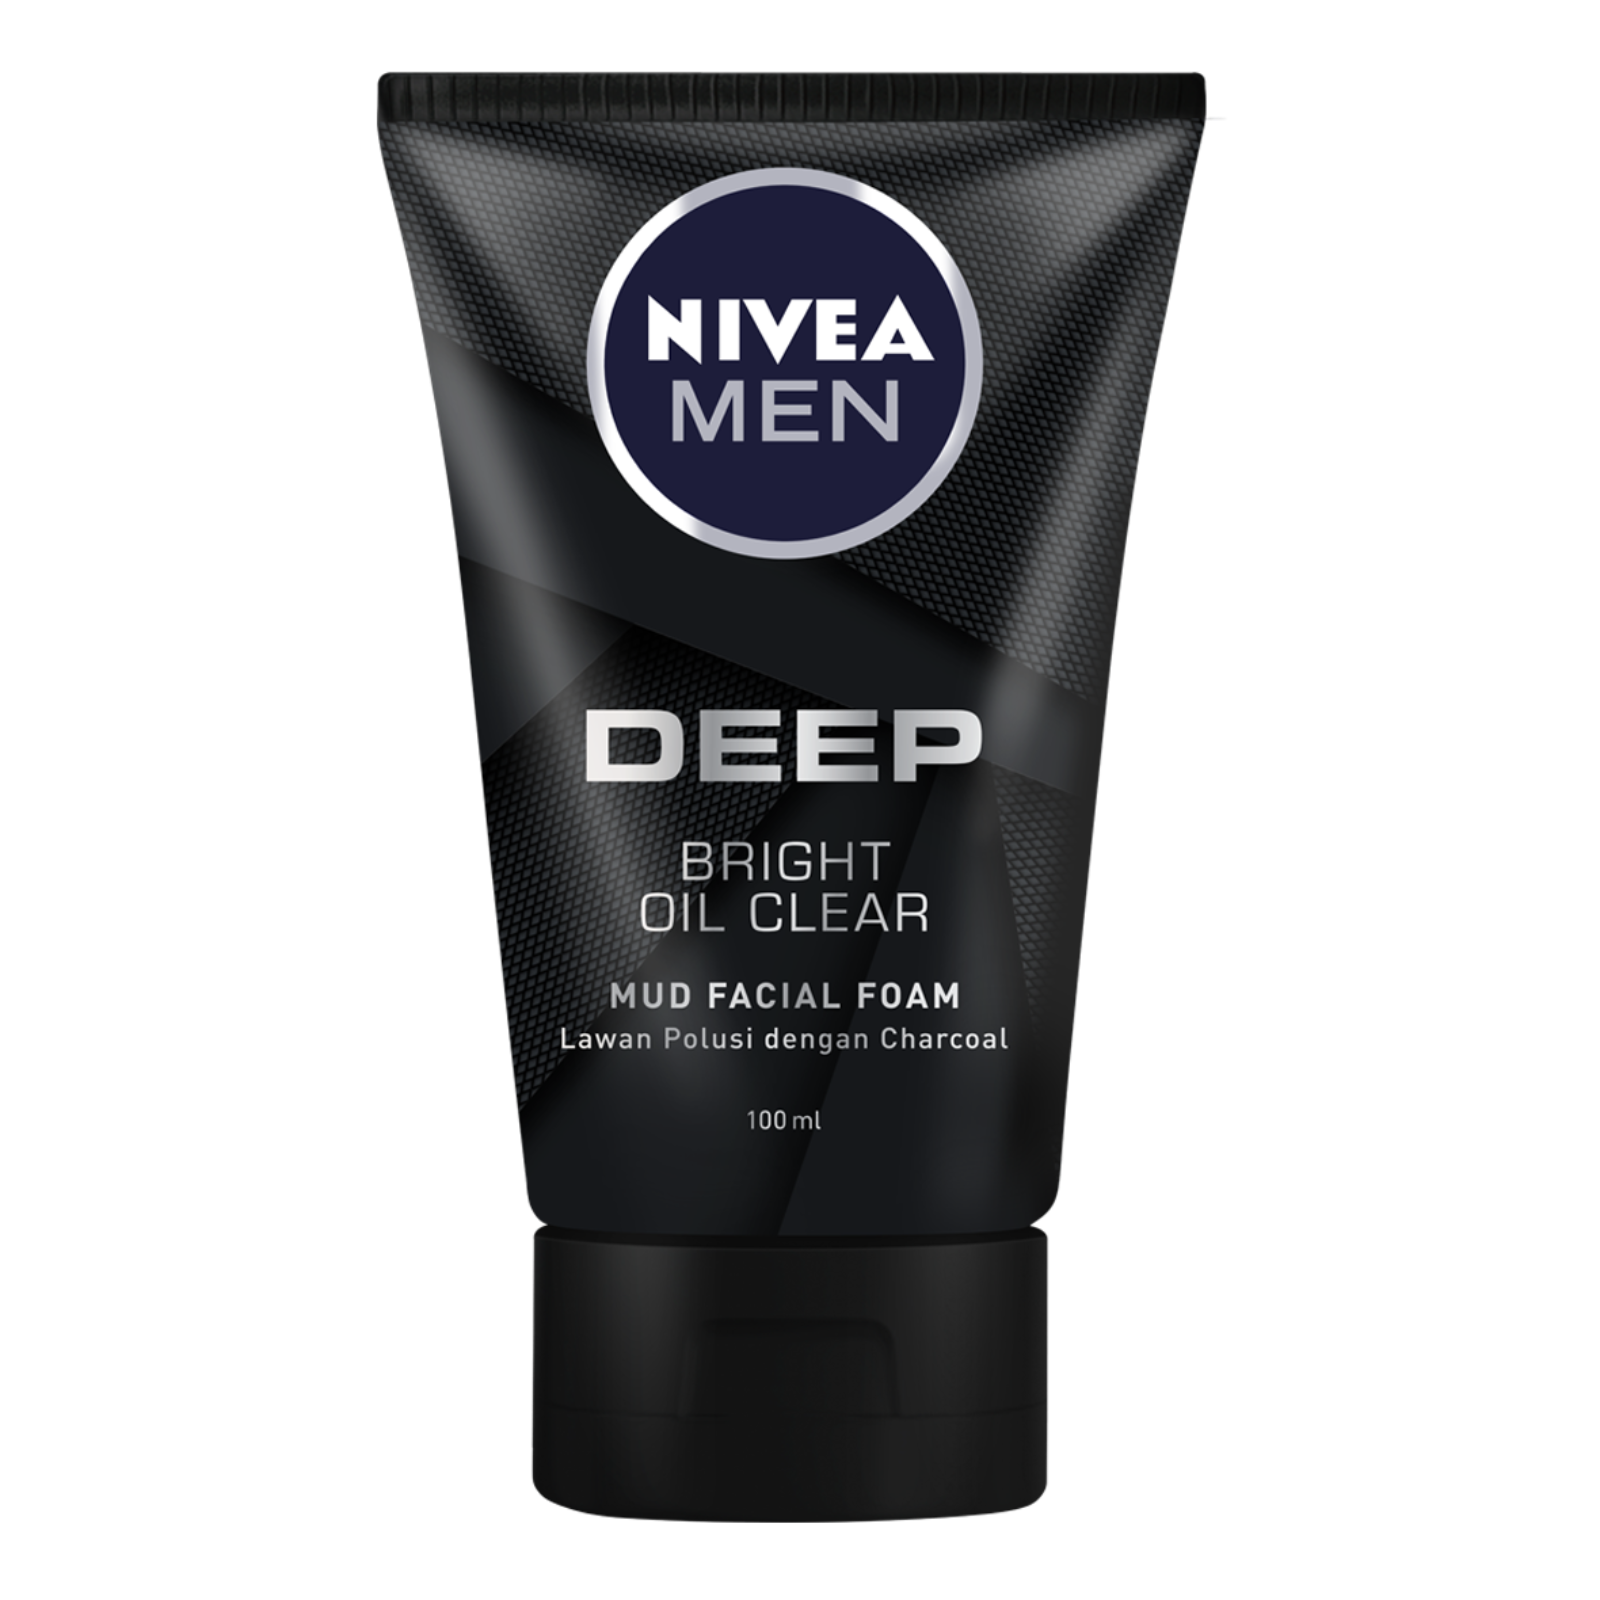 NIVEA
MEN
DEEP
BRIGHT
OIL CLEAR
MUD FACIAL FOAM
Lawan Polusi dengan Charcoal
100 ml